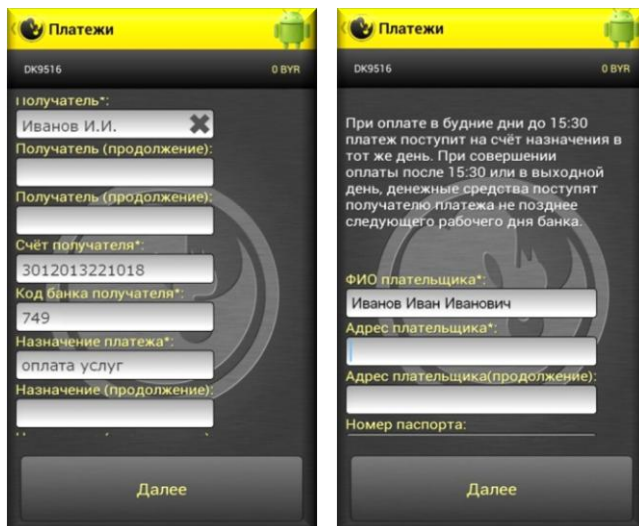 Платежи
DK9516 0 BYR
Получатель*:
Иванов И.И.
Получатель (продолжение):
Получатель (продолжение):
Счёт получателя*:
3012013221018
Код банка получателя*:
749
Назначение платежа*:
оплата услуг
Назначение (продолжение):
Далее
Платежи
DK9516 0 BYR
При оплате в будние дни до 15:30
платеж поступит на счёт назначения в
тот же день. При совершении
оплаты после 15:30 или в выходной
день, денежные средства поступят
получателю платежа не позднее
следующего рабочего дня банка.
ФИО плательщика*:
Иванов Иван Иванович
Адрес плательщика*:
Адрес плательщика(продолжение):
Номер паспорта:
Далее